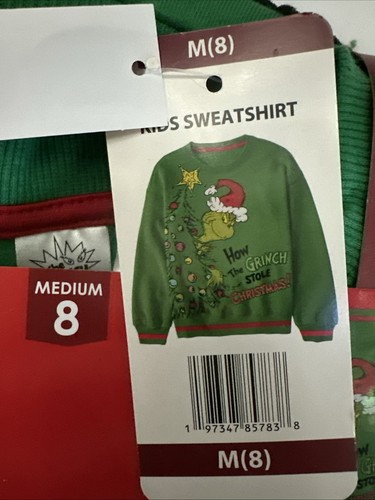 M(8)
KIDS SWEATSHIRT
How
The GRINCH
STOLE
CHRISTMAS!
MEDIUM
8
1 97347 85783 8
M(8)